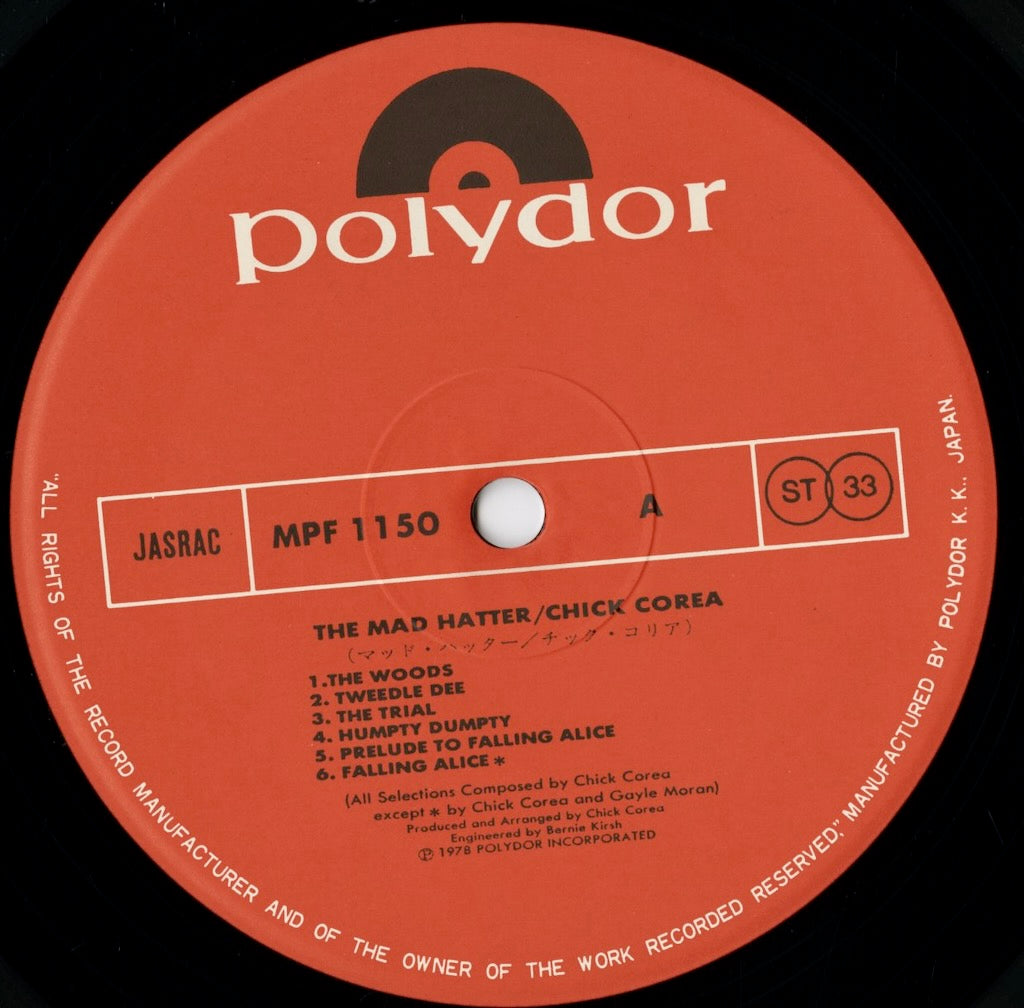 polydor
JASRAC
MPF 1150
A
ST 33
THE MAD HATTER/CHICK COREA
(マッド・ハッター/チック・コリア)
1.THE WOODS
2. TWEEDLE DEE
3. THE TRIAL
4. HUMPTY DUMPTY
5. PRELUDE TO FALLING ALICE
6. FALLING ALICE *
(All Selections Composed by Chick Corea
except * by Chick Corea and Gayle Moran)
Produced and Arranged by Chick Corea
Engineered by Bernie Kirsh
Ⓟ 1978 POLYDOR INCORPORATED
"ALL RIGHTS OF THE RECORD MANUFACTURER AND OF THE OWNER OF THE WORK RECORDED RESERVED," MANUFACTURED BY POLYDOR K. K., JAPAN.